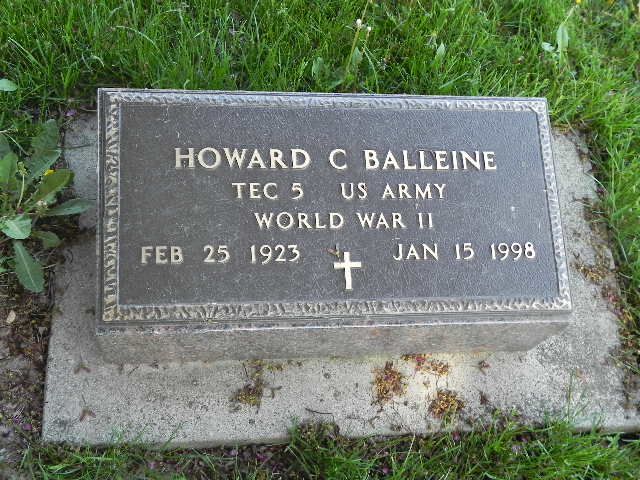 HOWARD C BALLEINE
TEC 5 US ARMY
WORLD WAR II
FEB 25 1923 JAN 15 1998